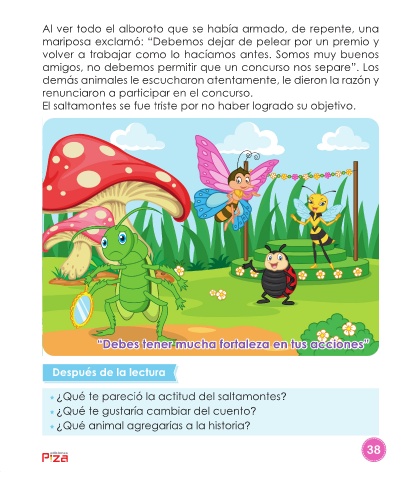 Al ver todo el alboroto que se había armado, de repente, una
mariposa exclamó: “Debemos dejar de pelear por un premio y
volver a trabajar como lo hacíamos antes. Somos muy buenos
amigos, no debemos permitir que un concurso nos separe”. Los
demás animales le escucharon atentamente, le dieron la razón y
renunciaron a participar en el concurso.
El saltamontes se fue triste por no haber logrado su objetivo.
"Debes tener mucha fortaleza en tus acciones"
Después de la lectura
• ¿Qué te pareció la actitud del saltamontes?
• ¿Qué te gustaría cambiar del cuento?
• ¿Qué animal agregarías a la historia?
38